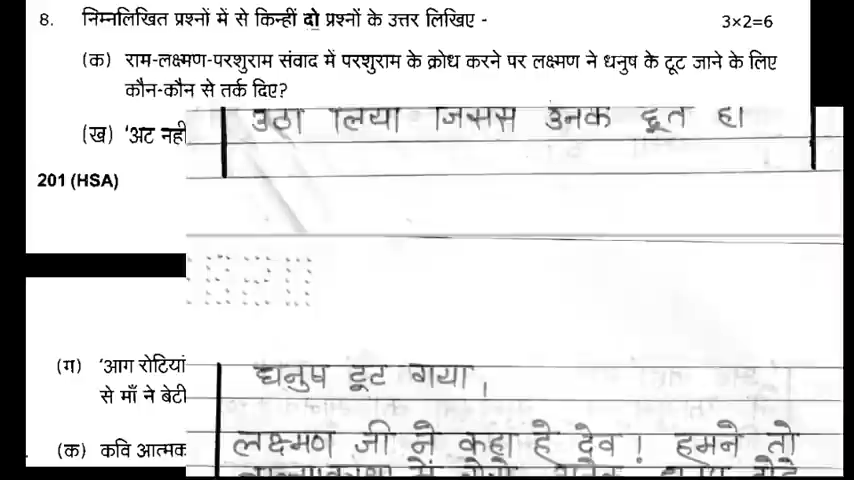 8. निम्नलिखित प्रश्नों में से किन्हीं दो प्रश्नों के उत्तर लिखिए - 3×2=6
(क) राम-लक्ष्मण-परशुराम संवाद में परशुराम के क्रोध करने पर लक्ष्मण ने धनुष के टूट जाने के लिए
कौन-कौन से तर्क दिए?
उठा लिया जिसस उनक छूत ही
(ख) 'अट नही
201 (HSA)
(ग) 'आग रोटियां
धनुष टूट गया।
से माँ ने बेटी
(क) कवि आत्मक
लक्ष्मण जी ने कहा हे देव! हमने तो